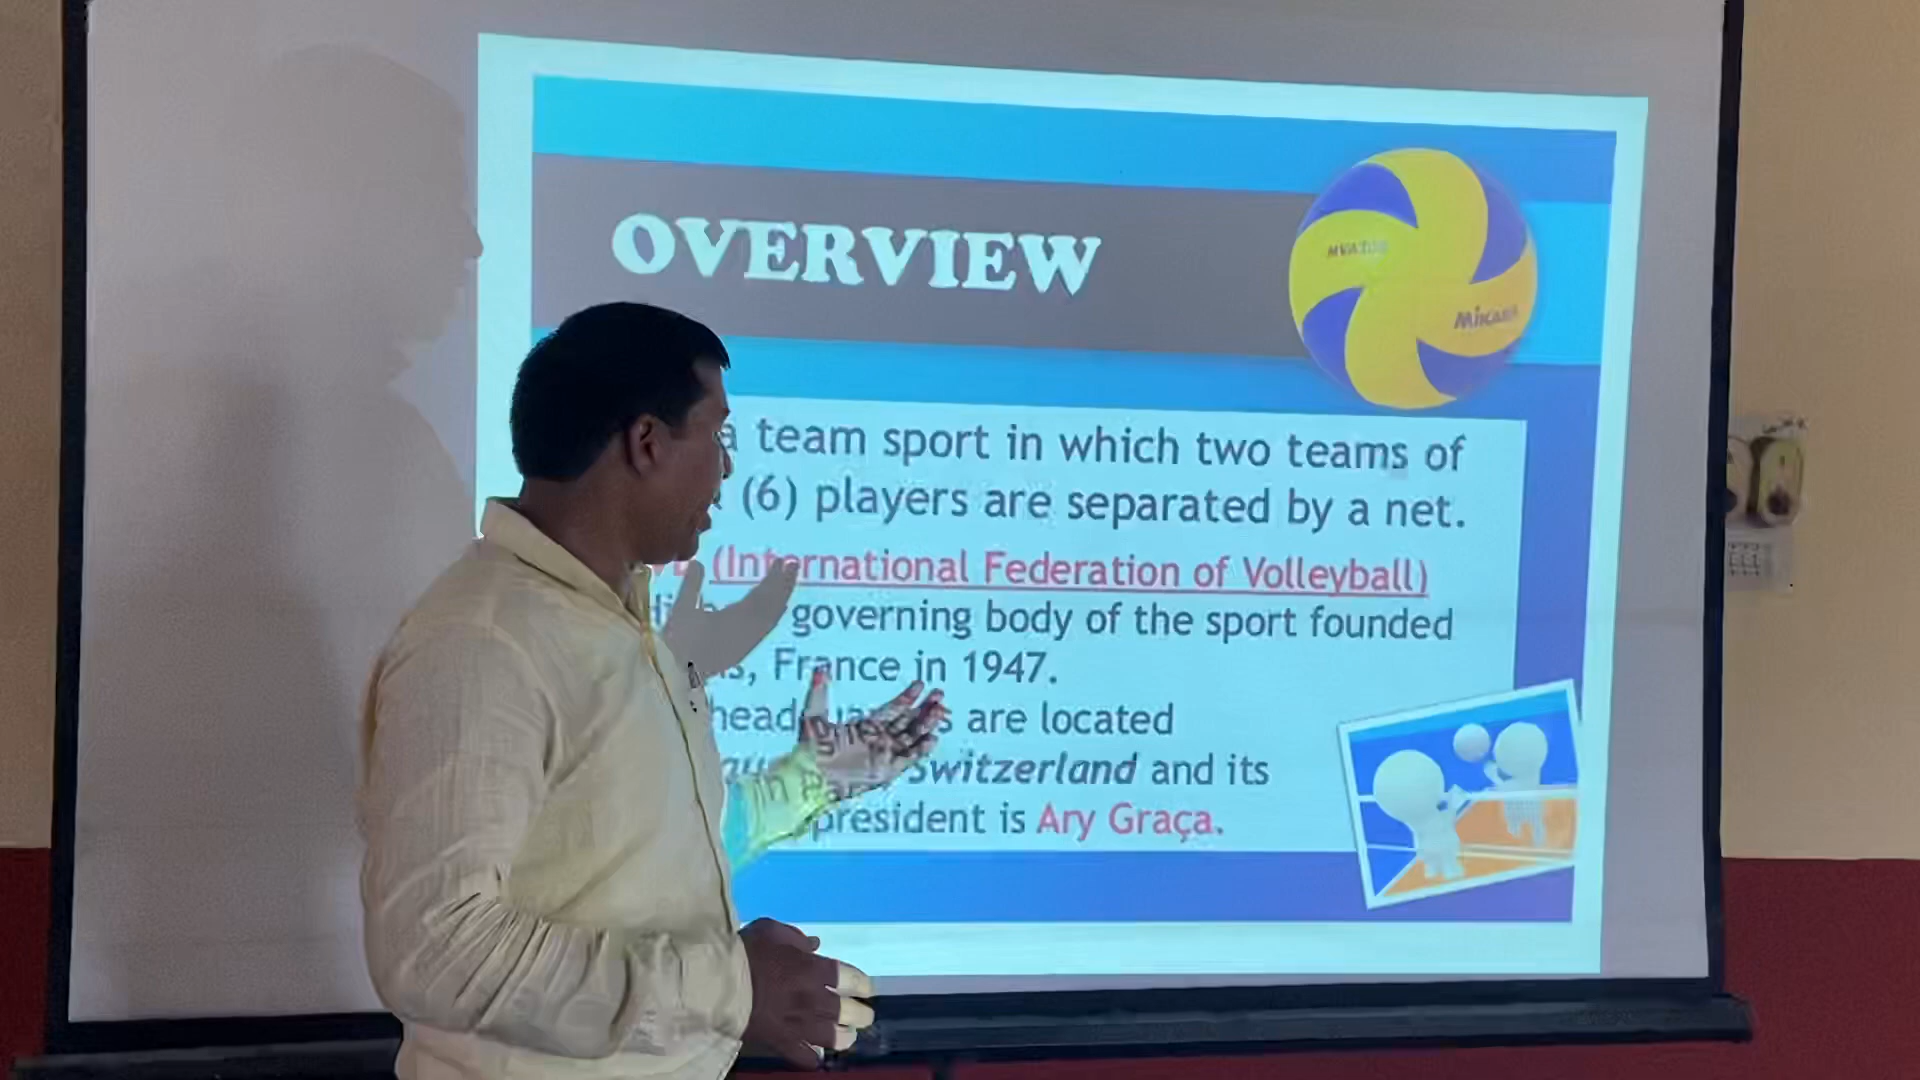 OVERVIEW
MIKASA
a team sport in which two teams of
(6) players are separated by a net.
(International Federation of Volleyball)
governing body of the sport founded
France in 1947.
headquarters are located
Switzerland and its
president is Ary Graça.